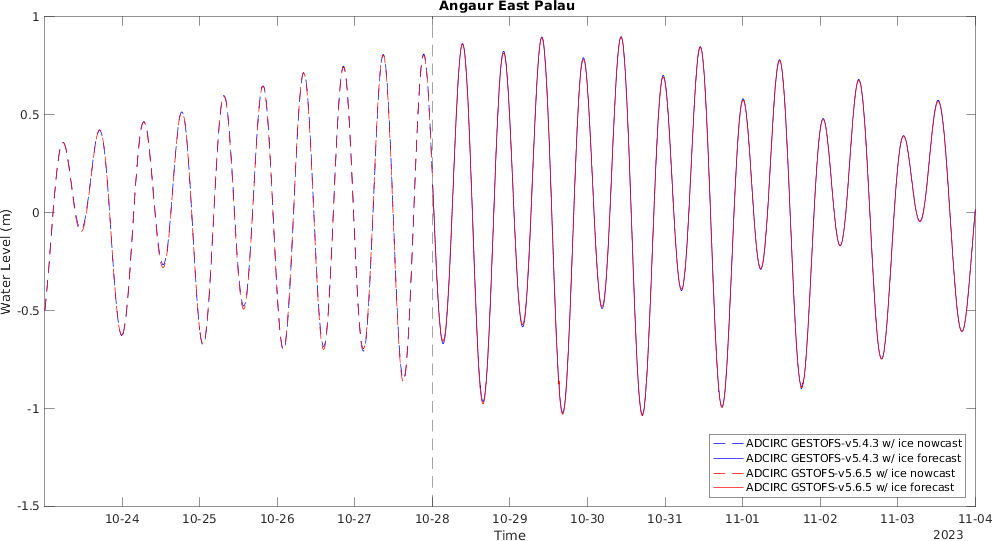 Angaur East Palau
1
0.5
0
-0.5
-1
-1.5
Water Level (m)
ADCIRC GESTOFS-v5.4.3 w/ ice nowcast
ADCIRC GESTOFS-v5.4.3 w/ ice forecast
ADCIRC GSTOFS-v5.6.5 w/ ice nowcast
ADCIRC GSTOFS-v5.6.5 w/ ice forecast
10-24 10-25 10-26 10-27 10-28 10-29 10-30 10-31 11-01 11-02 11-03 11-04
Time
2023